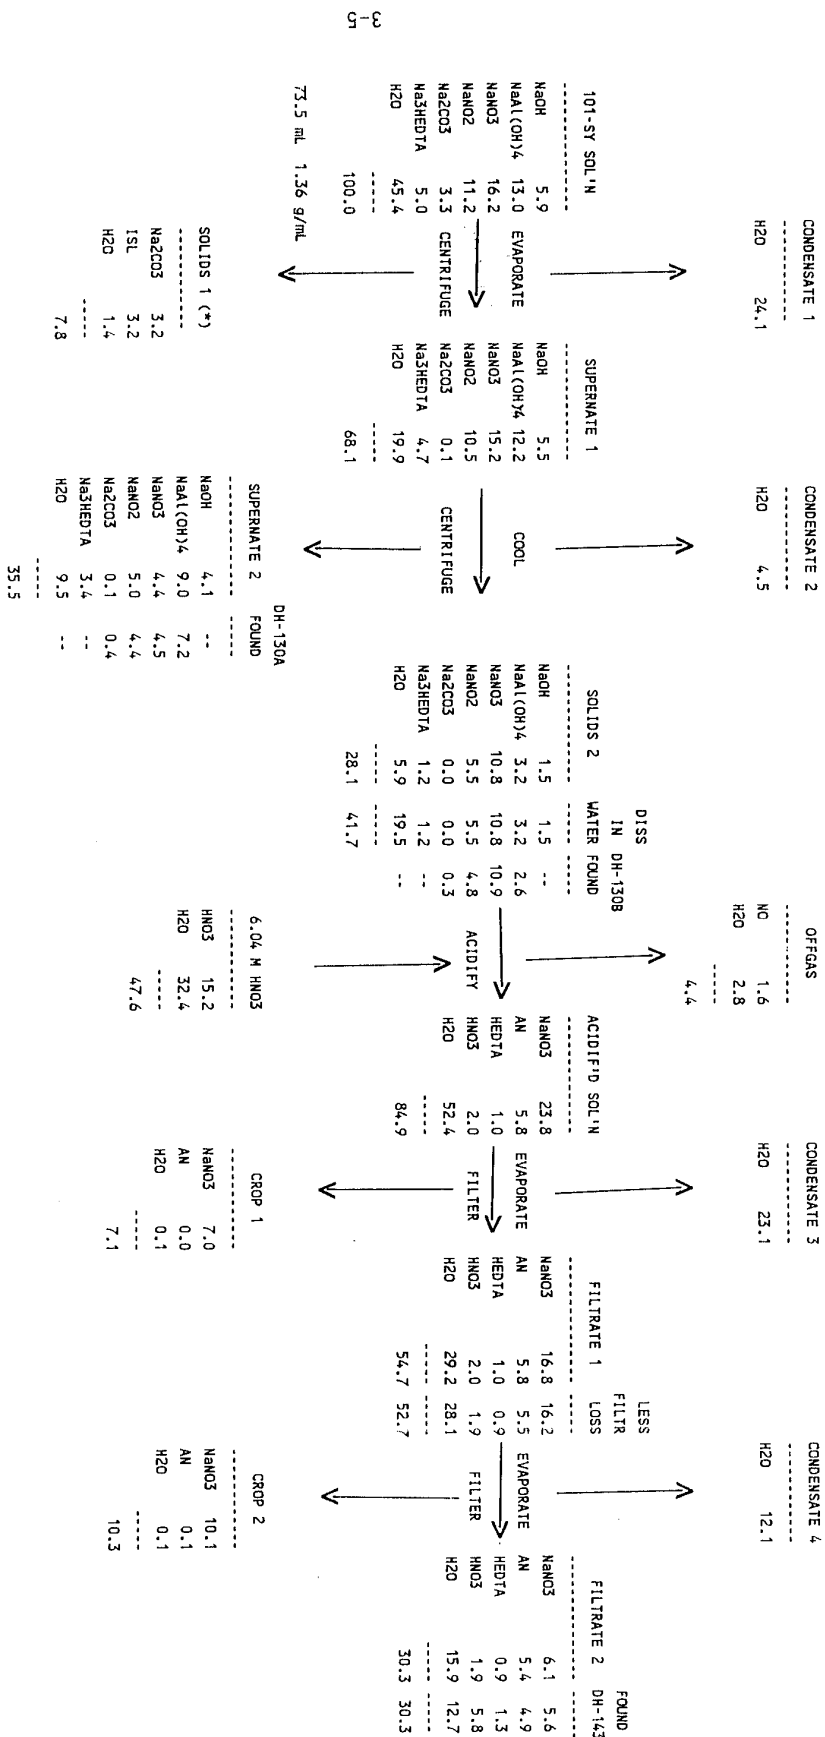 CONDENSATE 1
------------
H2O 24.1
CONDENSATE 2
------------
H2O 4.5
OFFGAS
------------
NO 1.6
H2O 2.8
-----
4.4
CONDENSATE 3
------------
H2O 23.1
CONDENSATE 4
------------
H2O 12.1
101-SY SOL'N
------------
NaOH 5.9
NaAl(OH)4 13.0
NaNO3 16.2
NaNO2 11.2
Na2CO3 3.3
Na3HEDTA 5.0
H2O 45.4
-----
100.0
73.5 mL 1.36 g/mL
EVAPORATE
CENTRIFUGE
SUPERNATE 1
------------
NaOH 5.5
NaAl(OH)4 12.2
NaNO3 15.2
NaNO2 10.5
Na2CO3 0.1
Na3HEDTA 4.7
H2O 19.9
-----
68.1
COOL
CENTRIFUGE
DISS
IN DH-130B
SOLIDS 2 WATER FOUND
------------ ----- -----
NaOH 1.5 1.5 --
NaAl(OH)4 3.2 3.2 2.6
NaNO3 10.8 10.8 10.9
NaNO2 5.5 5.5 4.8
Na2CO3 0.0 0.0 0.3
Na3HEDTA 1.2 1.2 --
H2O 5.9 19.5 --
----- -----
28.1 41.7
ACIDIFY
ACIDIF'D SOL'N
------------
NaNO3 23.8
AN 5.8
HEDTA 1.0
HNO3 2.0
H2O 52.4
-----
84.9
EVAPORATE
FILTER
LESS
FILTR
FILTRATE 1 LOSS
------------ -----
NaNO3 16.8 16.2
AN 5.8 5.5
HEDTA 1.0 0.9
HNO3 2.0 1.9
H2O 29.2 28.1
----- -----
54.7 52.7
EVAPORATE
FILTER
FOUND
FILTRATE 2 DH-143
------------ -----
NaNO3 6.1 5.6
AN 5.4 4.9
HEDTA 0.9 1.3
HNO3 1.9 5.8
H2O 15.9 12.7
----- -----
30.3 30.3
SOLIDS 1 (*)
------------
Na2CO3 3.2
ISL 3.2
H2O 1.4
-----
7.8
DH-130A
SUPERNATE 2 FOUND
------------ -----
NaOH 4.1 --
NaAl(OH)4 9.0 7.2
NaNO3 4.4 4.5
NaNO2 5.0 4.4
Na2CO3 0.1 0.4
Na3HEDTA 3.4 --
H2O 9.5 --
-----
35.5
6.04 M HNO3
------------
HNO3 15.2
H2O 32.4
-----
47.6
CROP 1
------------
NaNO3 7.0
AN 0.0
H2O 0.1
-----
7.1
CROP 2
------------
NaNO3 10.1
AN 0.1
H2O 0.1
-----
10.3
3-5